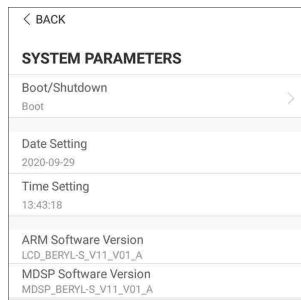 < BACK
SYSTEM PARAMETERS
Boot/Shutdown
Boot
Date Setting
2020-09-29
Time Setting
13:43:18
ARM Software Version
LCD_BERYL-S_V11_V01_A
MDSP Software Version
MDSP_BERYL-S_V11_V01_A